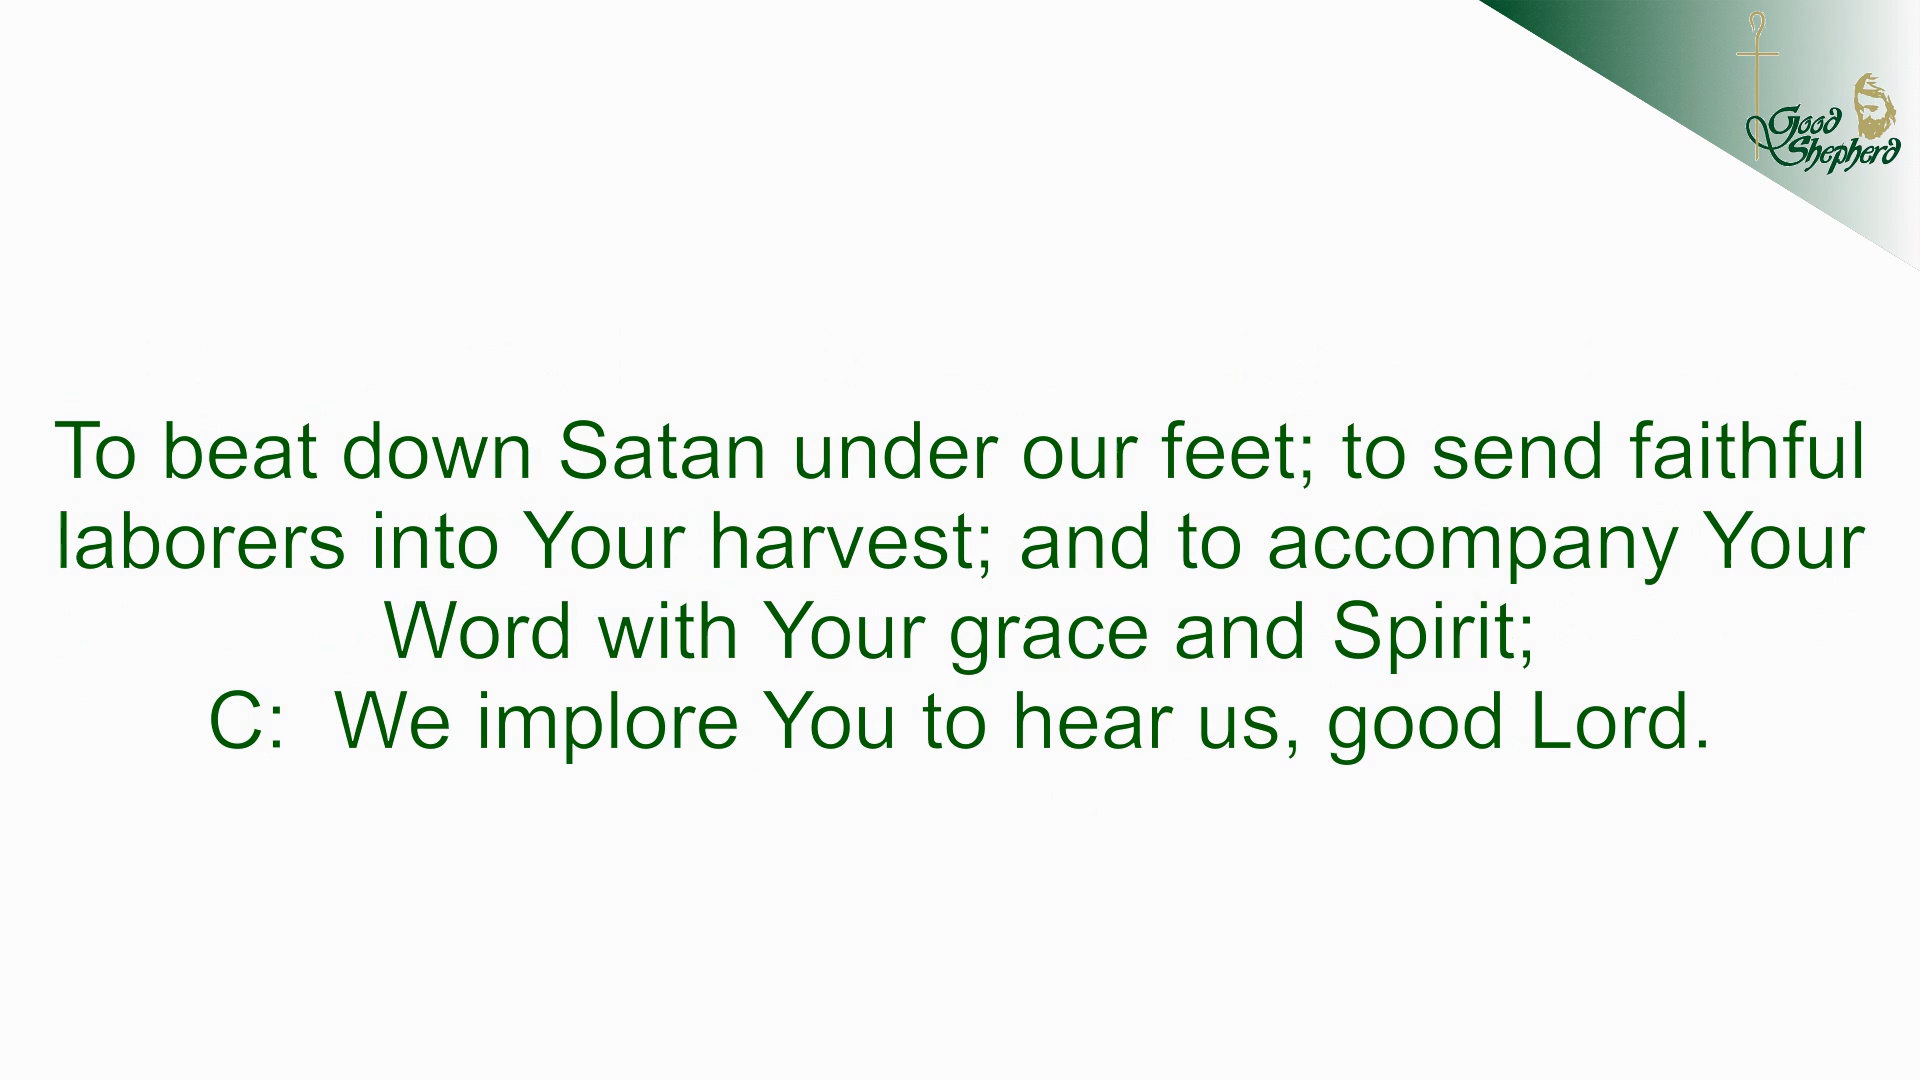 Good
Shepherd
To beat down Satan under our feet; to send faithful
laborers into Your harvest; and to accompany Your
Word with Your grace and Spirit;
C:  We implore You to hear us, good Lord.